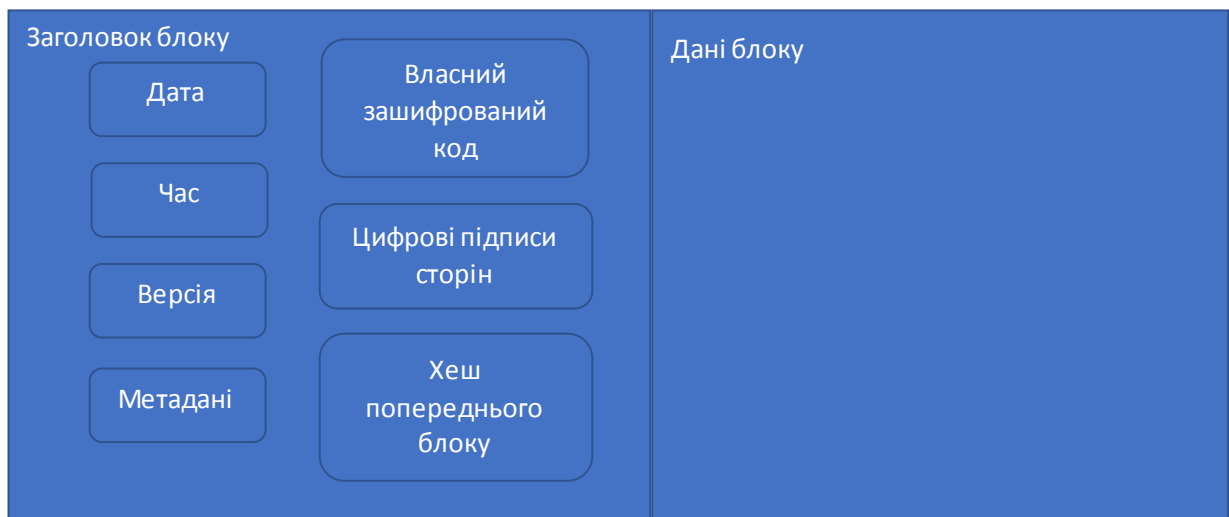 Заголовок блоку
Дата
Час
Версія
Метадані
Власний
зашифрований
код
Цифрові підписи
сторін
Хеш
попереднього
блоку
Дані блоку